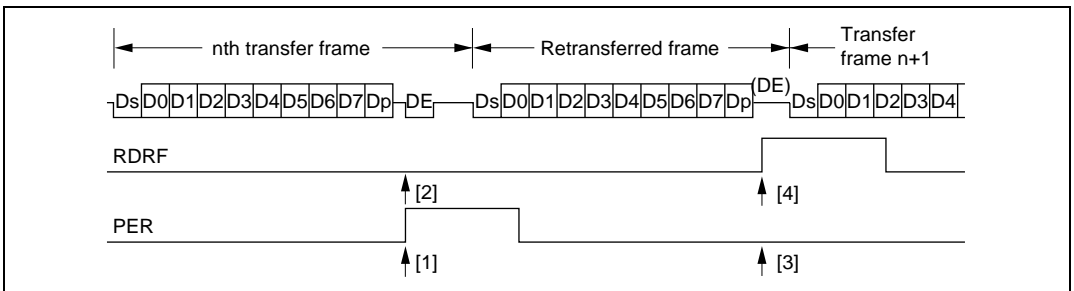 nth transfer frame
Retransferred frame
Transfer
frame n+1
Ds D0 D1 D2 D3 D4 D5 D6 D7 Dp DE Ds D0 D1 D2 D3 D4 D5 D6 D7 Dp (DE) Ds D0 D1 D2 D3 D4
RDRF
[2] [4]
PER
[1] [3]